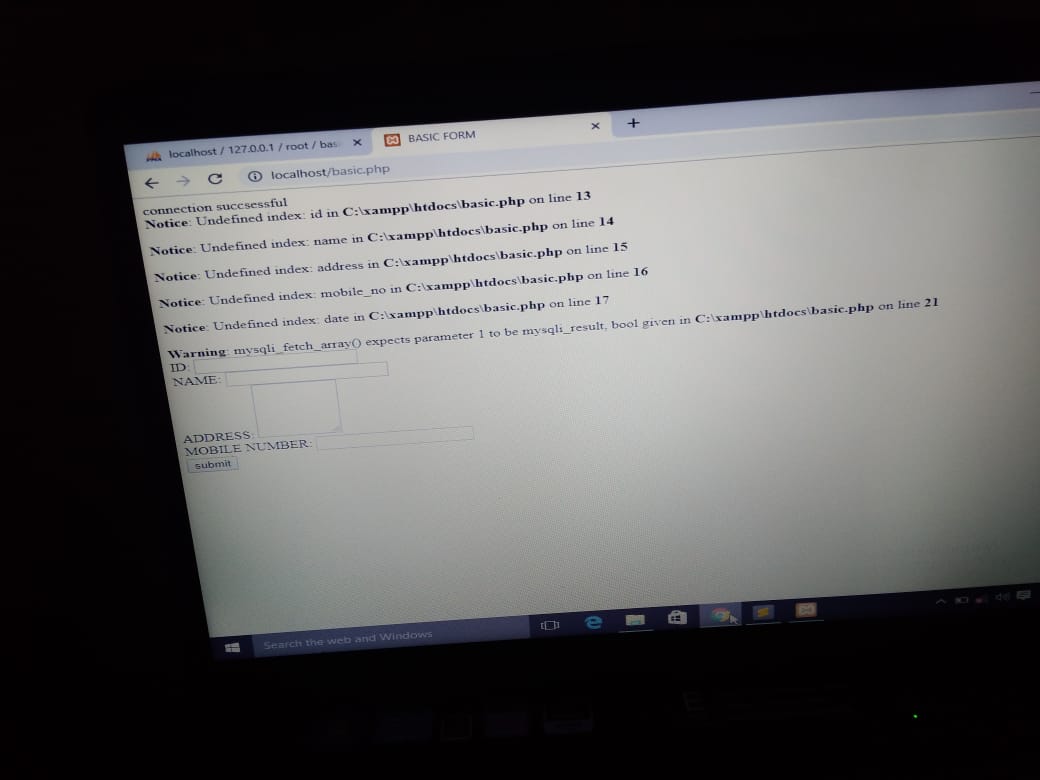 localhost / 127.0.0.1 / root / bas
BASIC FORM
localhost/basic.php
connection succsessful
Notice: Undefined index: id in C:\xampp\htdocs\basic.php on line 13
Notice: Undefined index: name in C:\xampp\htdocs\basic.php on line 14
Notice: Undefined index: address in C:\xampp\htdocs\basic.php on line 15
Notice: Undefined index: mobile_no in C:\xampp\htdocs\basic.php on line 16
Notice: Undefined index: date in C:\xampp\htdocs\basic.php on line 17
Warning: mysqli_fetch_array() expects parameter 1 to be mysqli_result, bool given in C:\xampp\htdocs\basic.php on line 21
ID:
NAME:
ADDRESS:
MOBILE NUMBER:
submit
Search the web and Windows